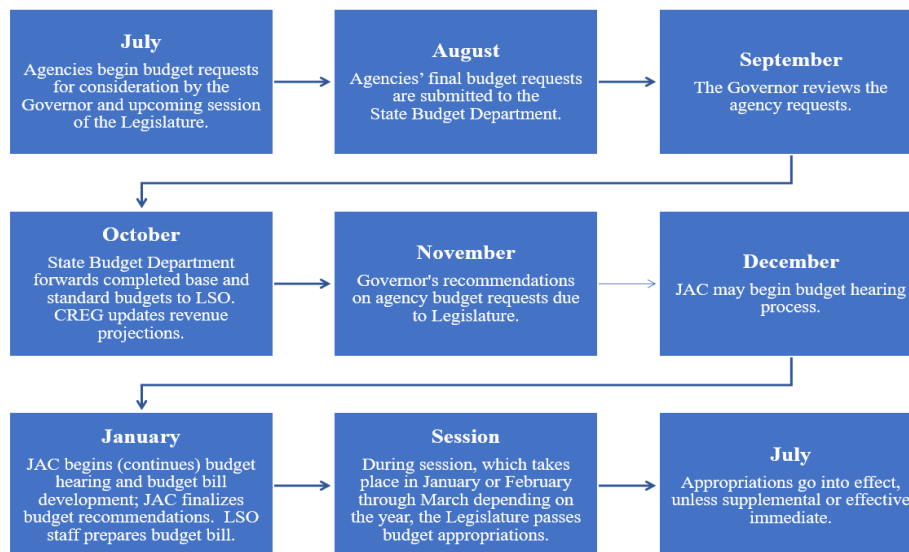 July
Agencies begin budget requests
for consideration by the
Governor and upcoming session
of the Legislature.
August
Agencies’ final budget requests
are submitted to the
State Budget Department.
September
The Governor reviews the
agency requests.
October
State Budget Department
forwards completed base and
standard budgets to LSO.
CREG updates revenue
projections.
November
Governor's recommendations
on agency budget requests due
to Legislature.
December
JAC may begin budget hearing
process.
January
JAC begins (continues) budget
hearing and budget bill
development; JAC finalizes
budget recommendations. LSO
staff prepares budget bill.
Session
During session, which takes
place in January or February
through March depending on
the year, the Legislature passes
budget appropriations.
July
Appropriations go into effect,
unless supplemental or effective
immediate.